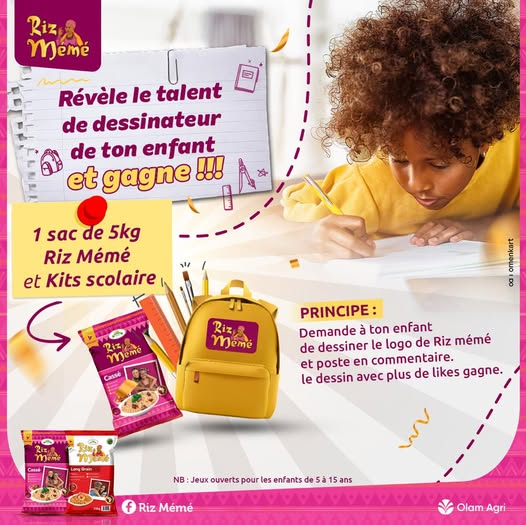 Riz
Mémé
Révèle le talent
de dessinateur
de ton enfant
et gagne !!!
1 sac de 5kg
Riz Mémé
et Kits scolaire
Riz
Mémé
Cassé
Riz
Mémé
PRINCIPE :
Demande à ton enfant
de dessiner le logo de Riz mémé
et poste en commentaire.
le dessin avec plus de likes gagne.
oa : omenkart
Riz
Mémé
Cassé
Riz
Mémé
Long Grain
NB : Jeux ouverts pour les enfants de 5 à 15 ans
Riz Mémé
Olam Agri